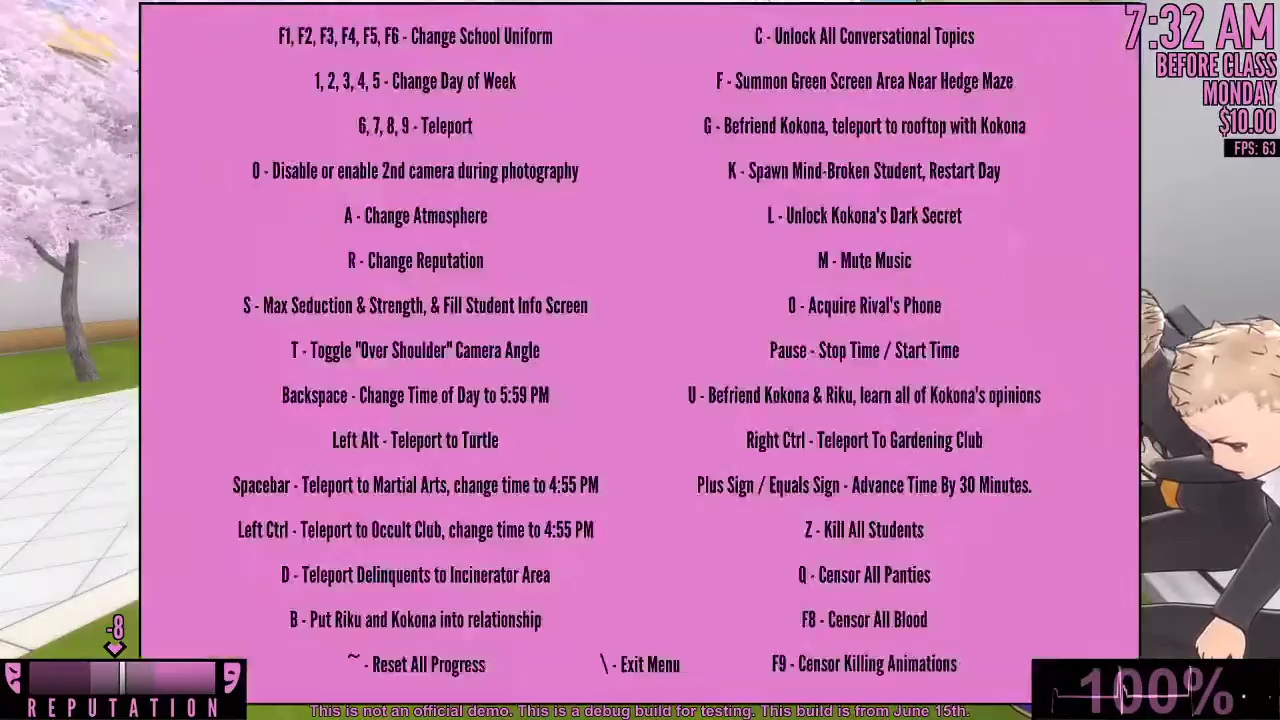 F1, F2, F3, F4, F5, F6 - Change School Uniform
1, 2, 3, 4, 5 - Change Day of Week
6, 7, 8, 9 - Teleport
0 - Disable or enable 2nd camera during photography
A - Change Atmosphere
R - Change Reputation
S - Max Seduction & Strength, & Fill Student Info Screen
T - Toggle "Over Shoulder" Camera Angle
Backspace - Change Time of Day to 5:59 PM
Left Alt - Teleport to Turtle
Spacebar - Teleport to Martial Arts, change time to 4:55 PM
Left Ctrl - Teleport to Occult Club, change time to 4:55 PM
D - Teleport Delinquents to Incinerator Area
B - Put Riku and Kokona into relationship
~ - Reset All Progress
\ - Exit Menu
C - Unlock All Conversational Topics
F - Summon Green Screen Area Near Hedge Maze
G - Befriend Kokona, teleport to rooftop with Kokona
K - Spawn Mind-Broken Student, Restart Day
L - Unlock Kokona's Dark Secret
M - Mute Music
O - Acquire Rival's Phone
Pause - Stop Time / Start Time
U - Befriend Kokona & Riku, learn all of Kokona's opinions
Right Ctrl - Teleport To Gardening Club
Plus Sign / Equals Sign - Advance Time By 30 Minutes.
Z - Kill All Students
Q - Censor All Panties
F8 - Censor All Blood
F9 - Censor Killing Animations
7:32 AM
BEFORE CLASS
MONDAY
$10.00
FPS: 63
-8
REPUTATION
100%
This is not an official demo. This is a debug build for testing. This build is from June 15th.